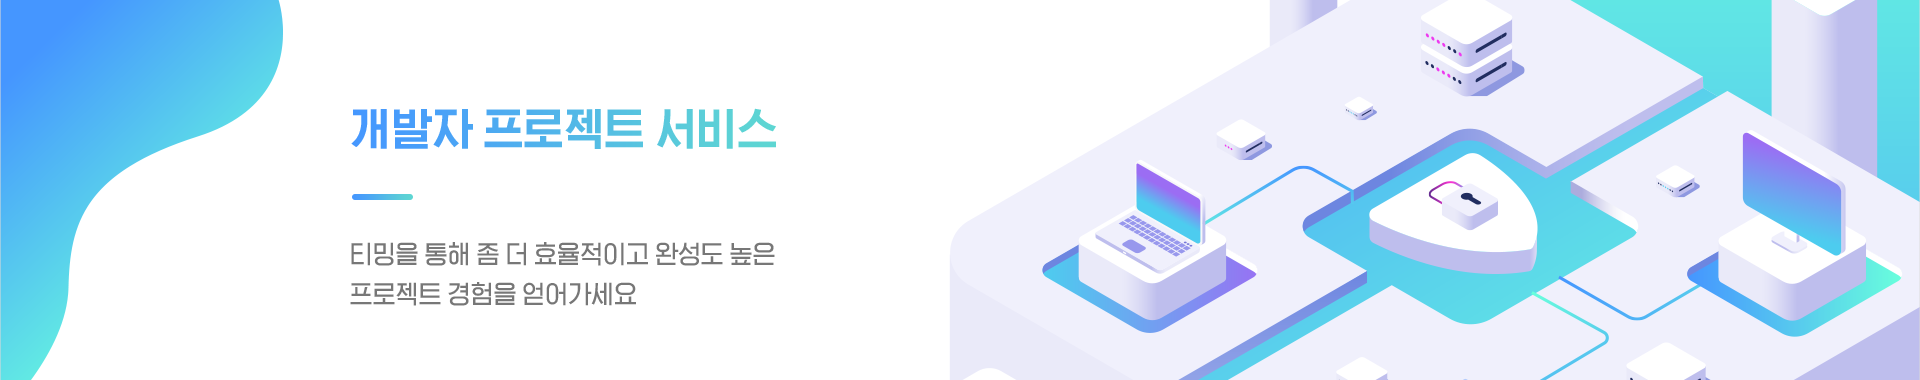 개발자 프로젝트 서비스
티밍을 통해 좀 더 효율적이고 완성도 높은
프로젝트 경험을 얻어가세요